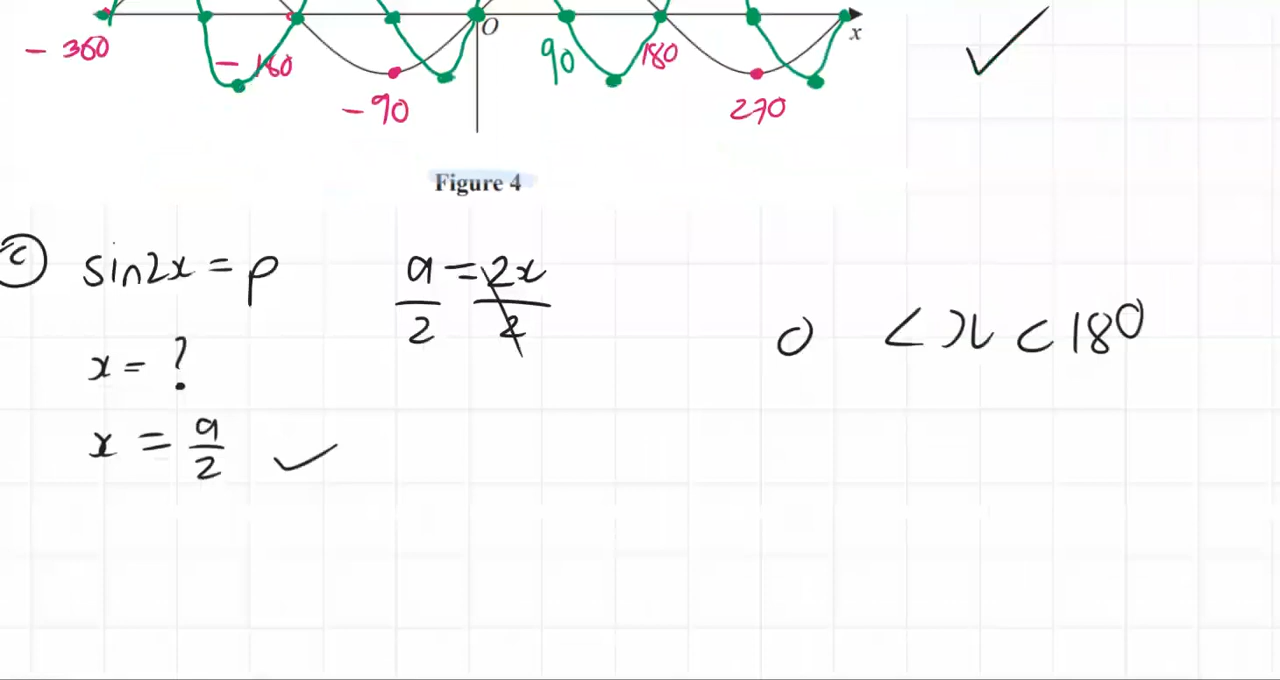 O
x
- 360
- 180
- 90
90
180
270
Figure 4
c sin2x = p
a = 2x
2 2
0 < x < 180
x = ?
x = a/2 ✓